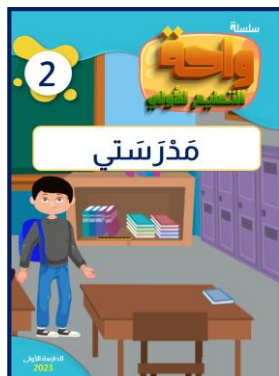 سلسلة
واحة
التعليم الأولي
2
مَدْرَسَتي
الطبعة الأولى
2023